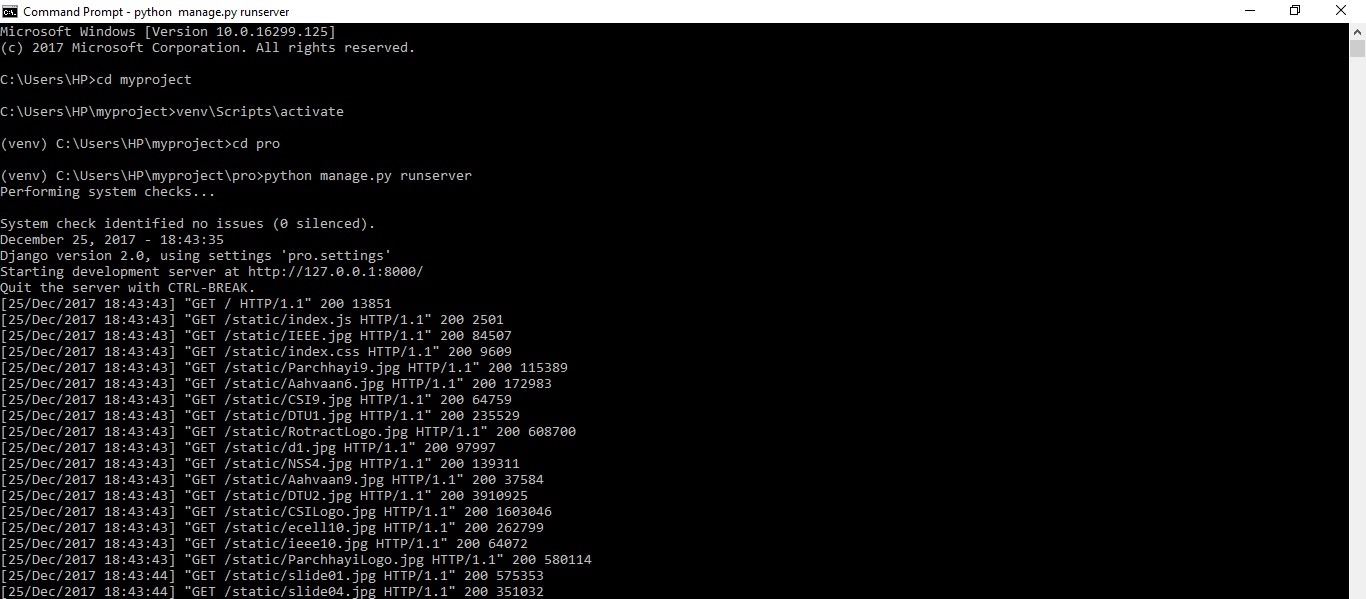 Command Prompt - python  manage.py runserver
Microsoft Windows [Version 10.0.16299.125]
(c) 2017 Microsoft Corporation. All rights reserved.
C:\Users\HP>cd myproject
C:\Users\HP\myproject>venv\Scripts\activate
(venv) C:\Users\HP\myproject>cd pro
(venv) C:\Users\HP\myproject\pro>python manage.py runserver
Performing system checks...
System check identified no issues (0 silenced).
December 25, 2017 - 18:43:35
Django version 2.0, using settings 'pro.settings'
Starting development server at http://127.0.0.1:8000/
Quit the server with CTRL-BREAK.
[25/Dec/2017 18:43:43] "GET / HTTP/1.1" 200 13851
[25/Dec/2017 18:43:43] "GET /static/index.js HTTP/1.1" 200 2501
[25/Dec/2017 18:43:43] "GET /static/IEEE.jpg HTTP/1.1" 200 84507
[25/Dec/2017 18:43:43] "GET /static/index.css HTTP/1.1" 200 9609
[25/Dec/2017 18:43:43] "GET /static/Parchhayi9.jpg HTTP/1.1" 200 115389
[25/Dec/2017 18:43:43] "GET /static/Aahvaan6.jpg HTTP/1.1" 200 172983
[25/Dec/2017 18:43:43] "GET /static/CSI9.jpg HTTP/1.1" 200 64759
[25/Dec/2017 18:43:43] "GET /static/DTU1.jpg HTTP/1.1" 200 235529
[25/Dec/2017 18:43:43] "GET /static/RotractLogo.jpg HTTP/1.1" 200 608700
[25/Dec/2017 18:43:43] "GET /static/d1.jpg HTTP/1.1" 200 97997
[25/Dec/2017 18:43:43] "GET /static/NSS4.jpg HTTP/1.1" 200 139311
[25/Dec/2017 18:43:43] "GET /static/Aahvaan9.jpg HTTP/1.1" 200 37584
[25/Dec/2017 18:43:43] "GET /static/DTU2.jpg HTTP/1.1" 200 3910925
[25/Dec/2017 18:43:43] "GET /static/CSILogo.jpg HTTP/1.1" 200 1603046
[25/Dec/2017 18:43:43] "GET /static/ecell10.jpg HTTP/1.1" 200 262799
[25/Dec/2017 18:43:43] "GET /static/ieee10.jpg HTTP/1.1" 200 64072
[25/Dec/2017 18:43:43] "GET /static/ParchhayiLogo.jpg HTTP/1.1" 200 580114
[25/Dec/2017 18:43:44] "GET /static/slide01.jpg HTTP/1.1" 200 575353
[25/Dec/2017 18:43:44] "GET /static/slide04.jpg HTTP/1.1" 200 351032